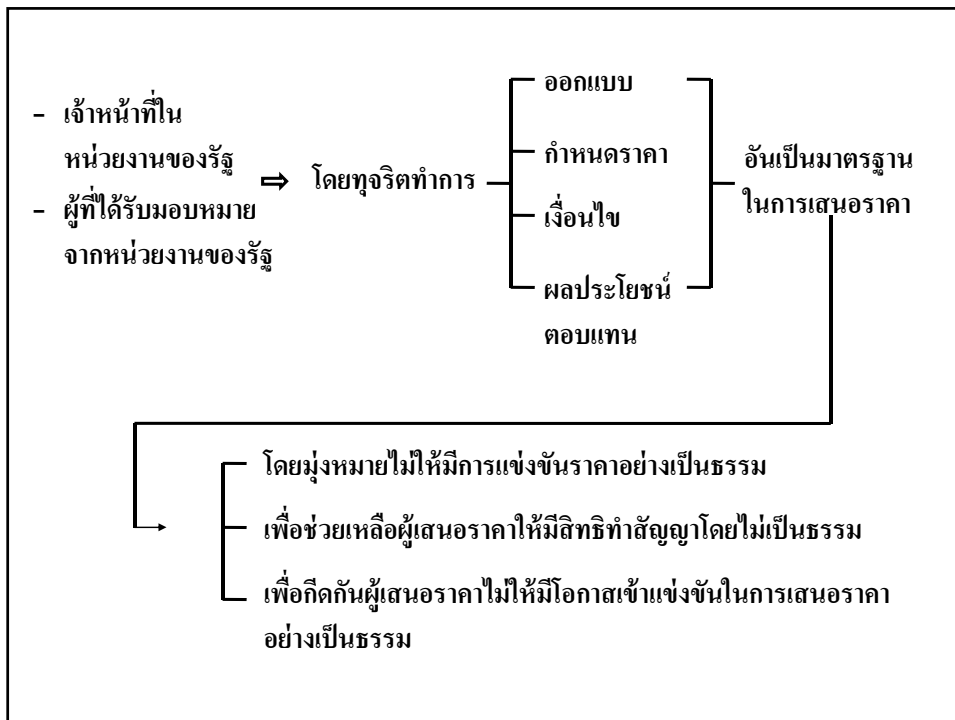 - เจ้าหน้าที่ใน
หน่วยงานของรัฐ
- ผู้ที่ได้รับมอบหมาย
จากหน่วยงานของรัฐ
⇨ โดยทุจริตทำการ
ออกแบบ
กำหนดราคา
เงื่อนไข
ผลประโยชน์
ตอบแทน
อันเป็นมาตรฐาน
ในการเสนอราคา
โดยมุ่งหมายไม่ให้มีการแข่งขันราคาอย่างเป็นธรรม
เพื่อช่วยเหลือผู้เสนอราคาให้มีสิทธิทำสัญญาโดยไม่เป็นธรรม
เพื่อกีดกันผู้เสนอราคาไม่ให้มีโอกาสเข้าแข่งขันในการเสนอราคา
อย่างเป็นธรรม